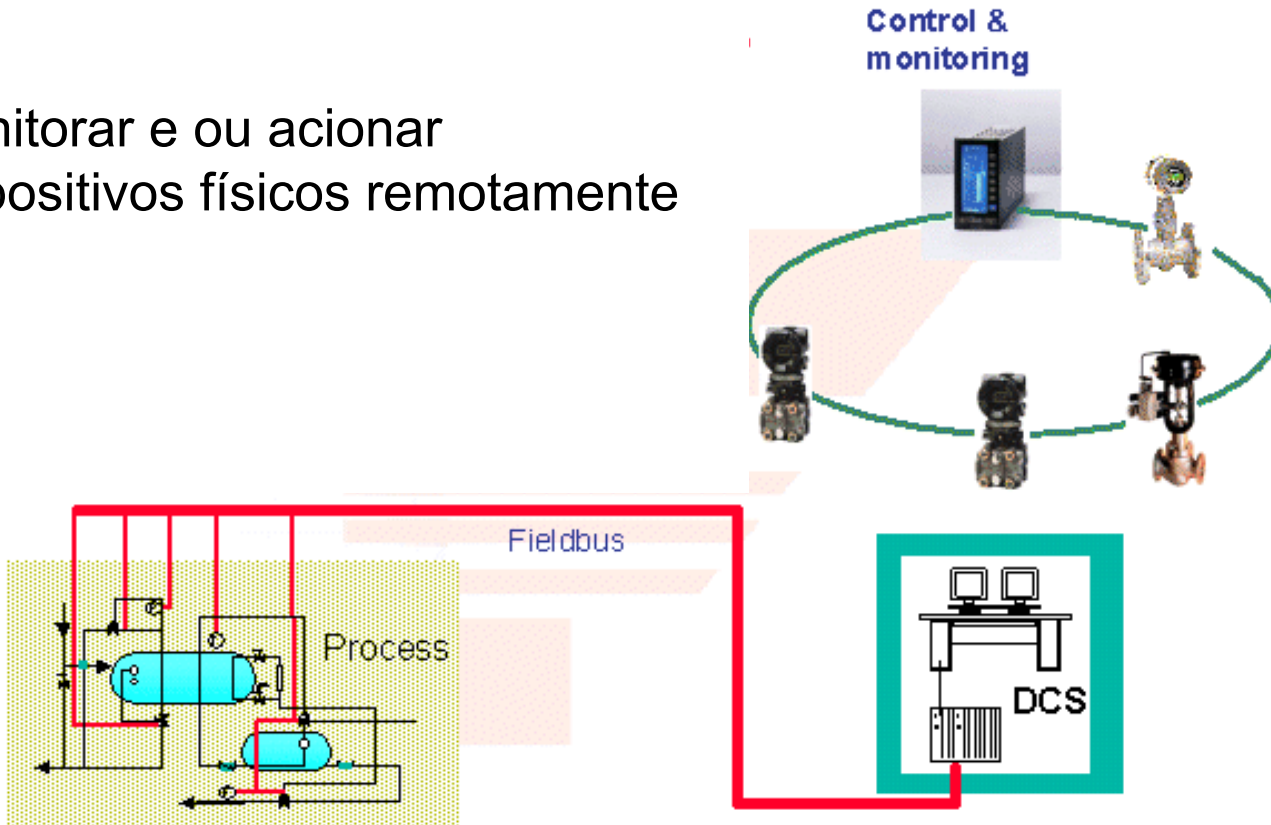 Control &
monitoring
nitorar e ou acionar
positivos físicos remotamente
Fieldbus
Process
DCS